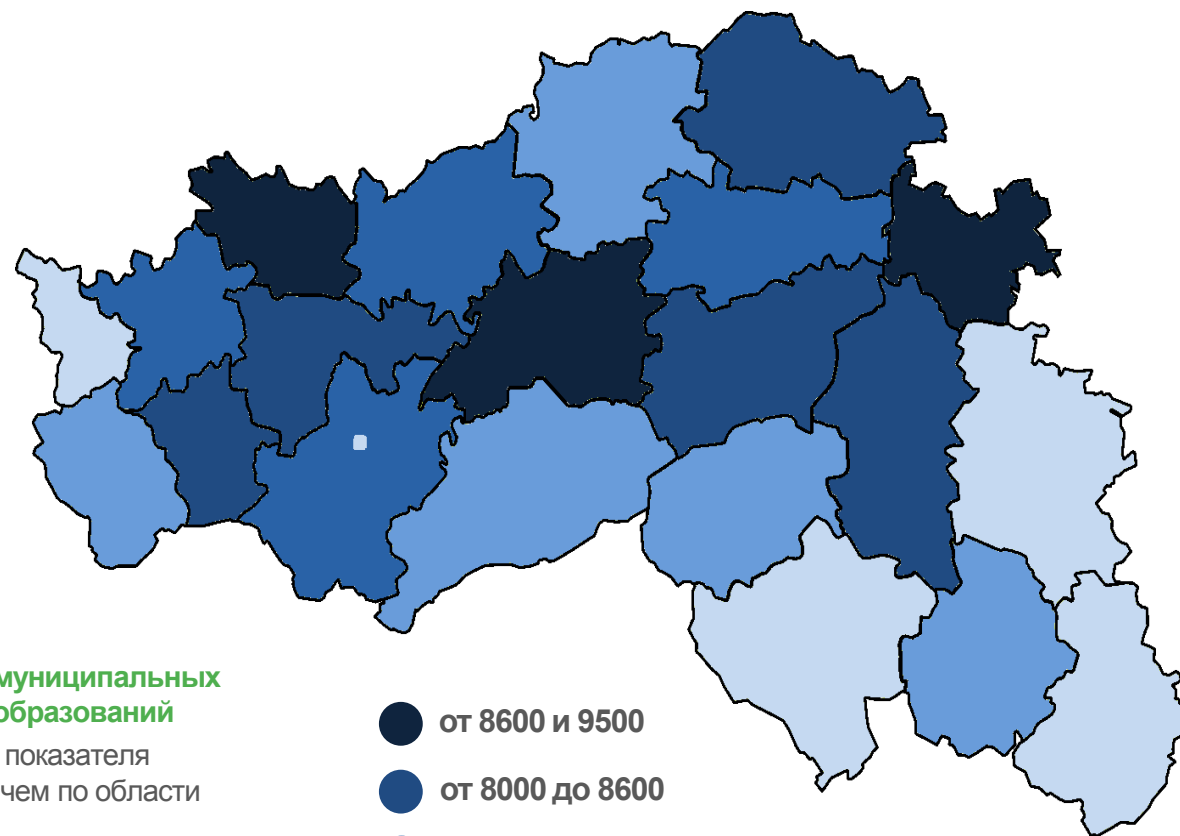 муниципальных
образований
показателя
чем по области
от 8600 и 9500
от 8000 до 8600